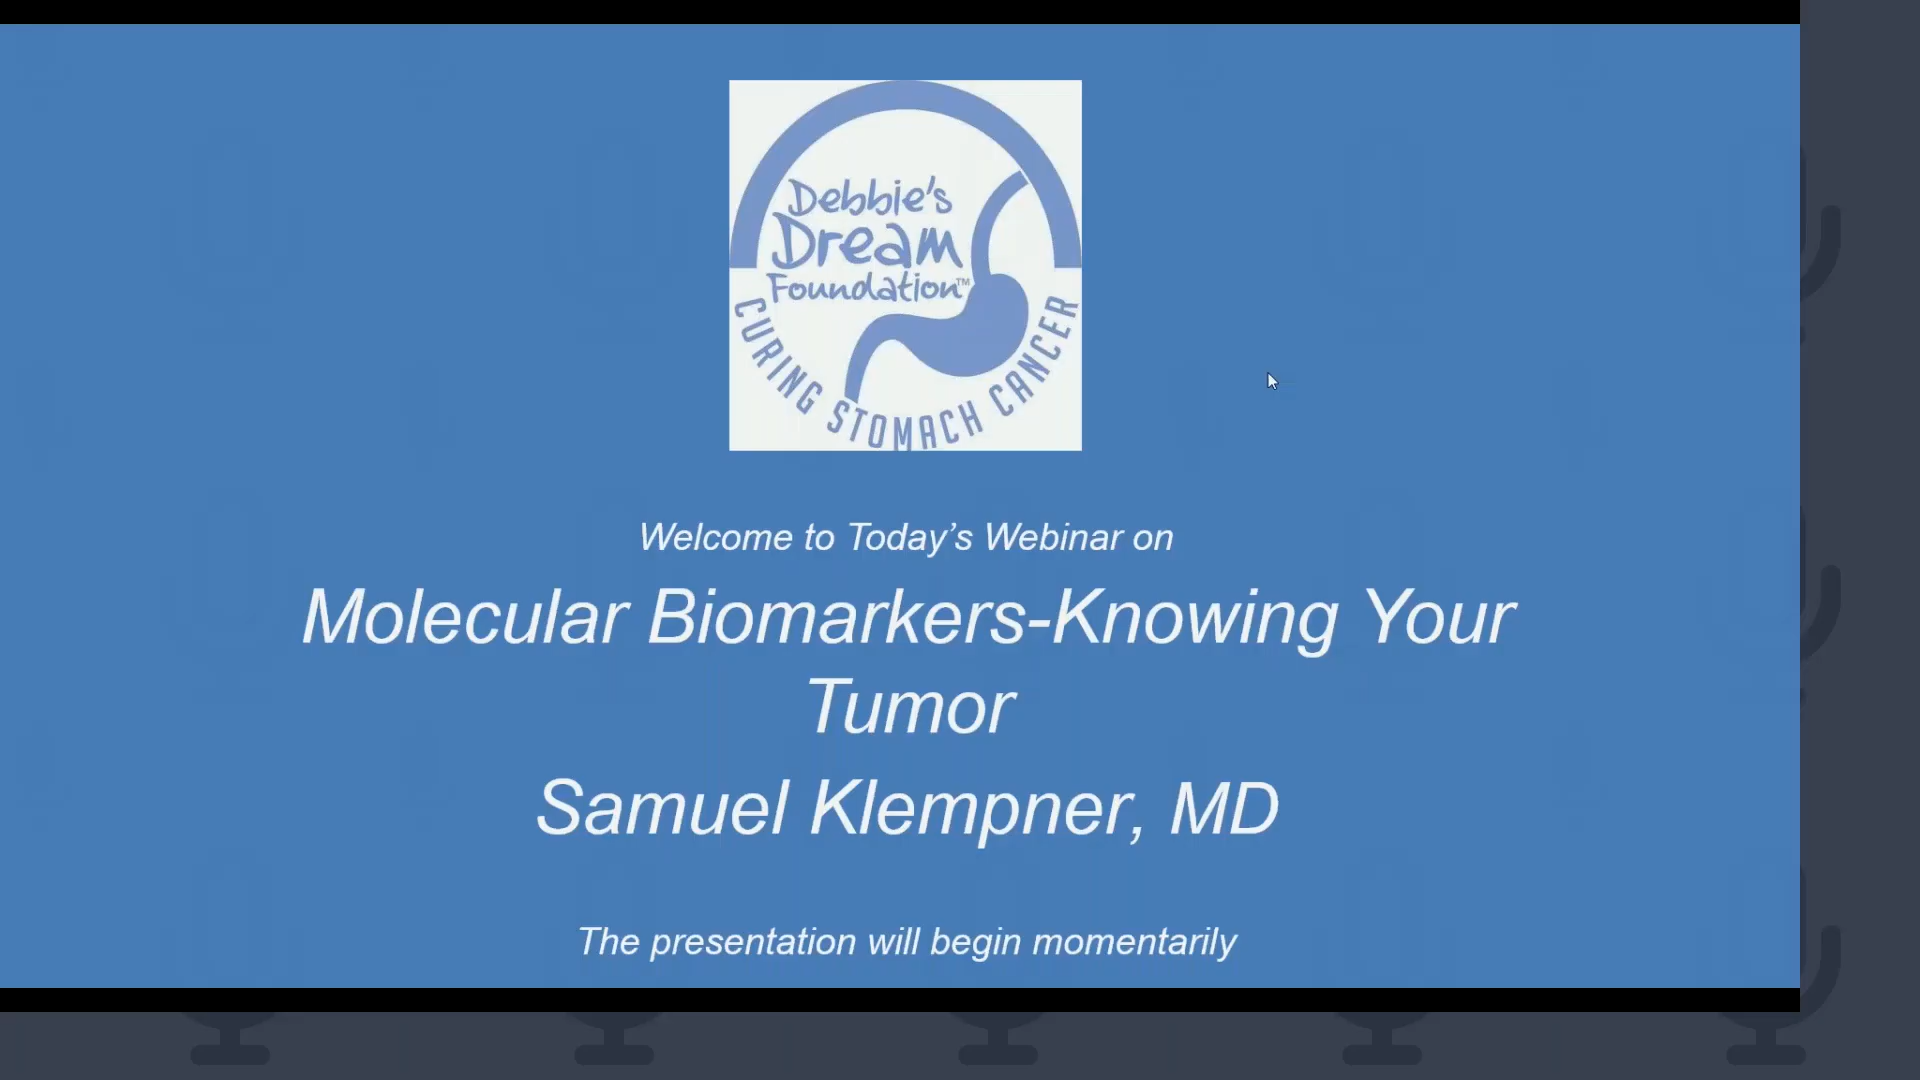 Debbie's
Dream
Foundation™
CURING STOMACH CANCER
Welcome to Today’s Webinar on
Molecular Biomarkers-Knowing Your
Tumor
Samuel Klempner, MD
The presentation will begin momentarily